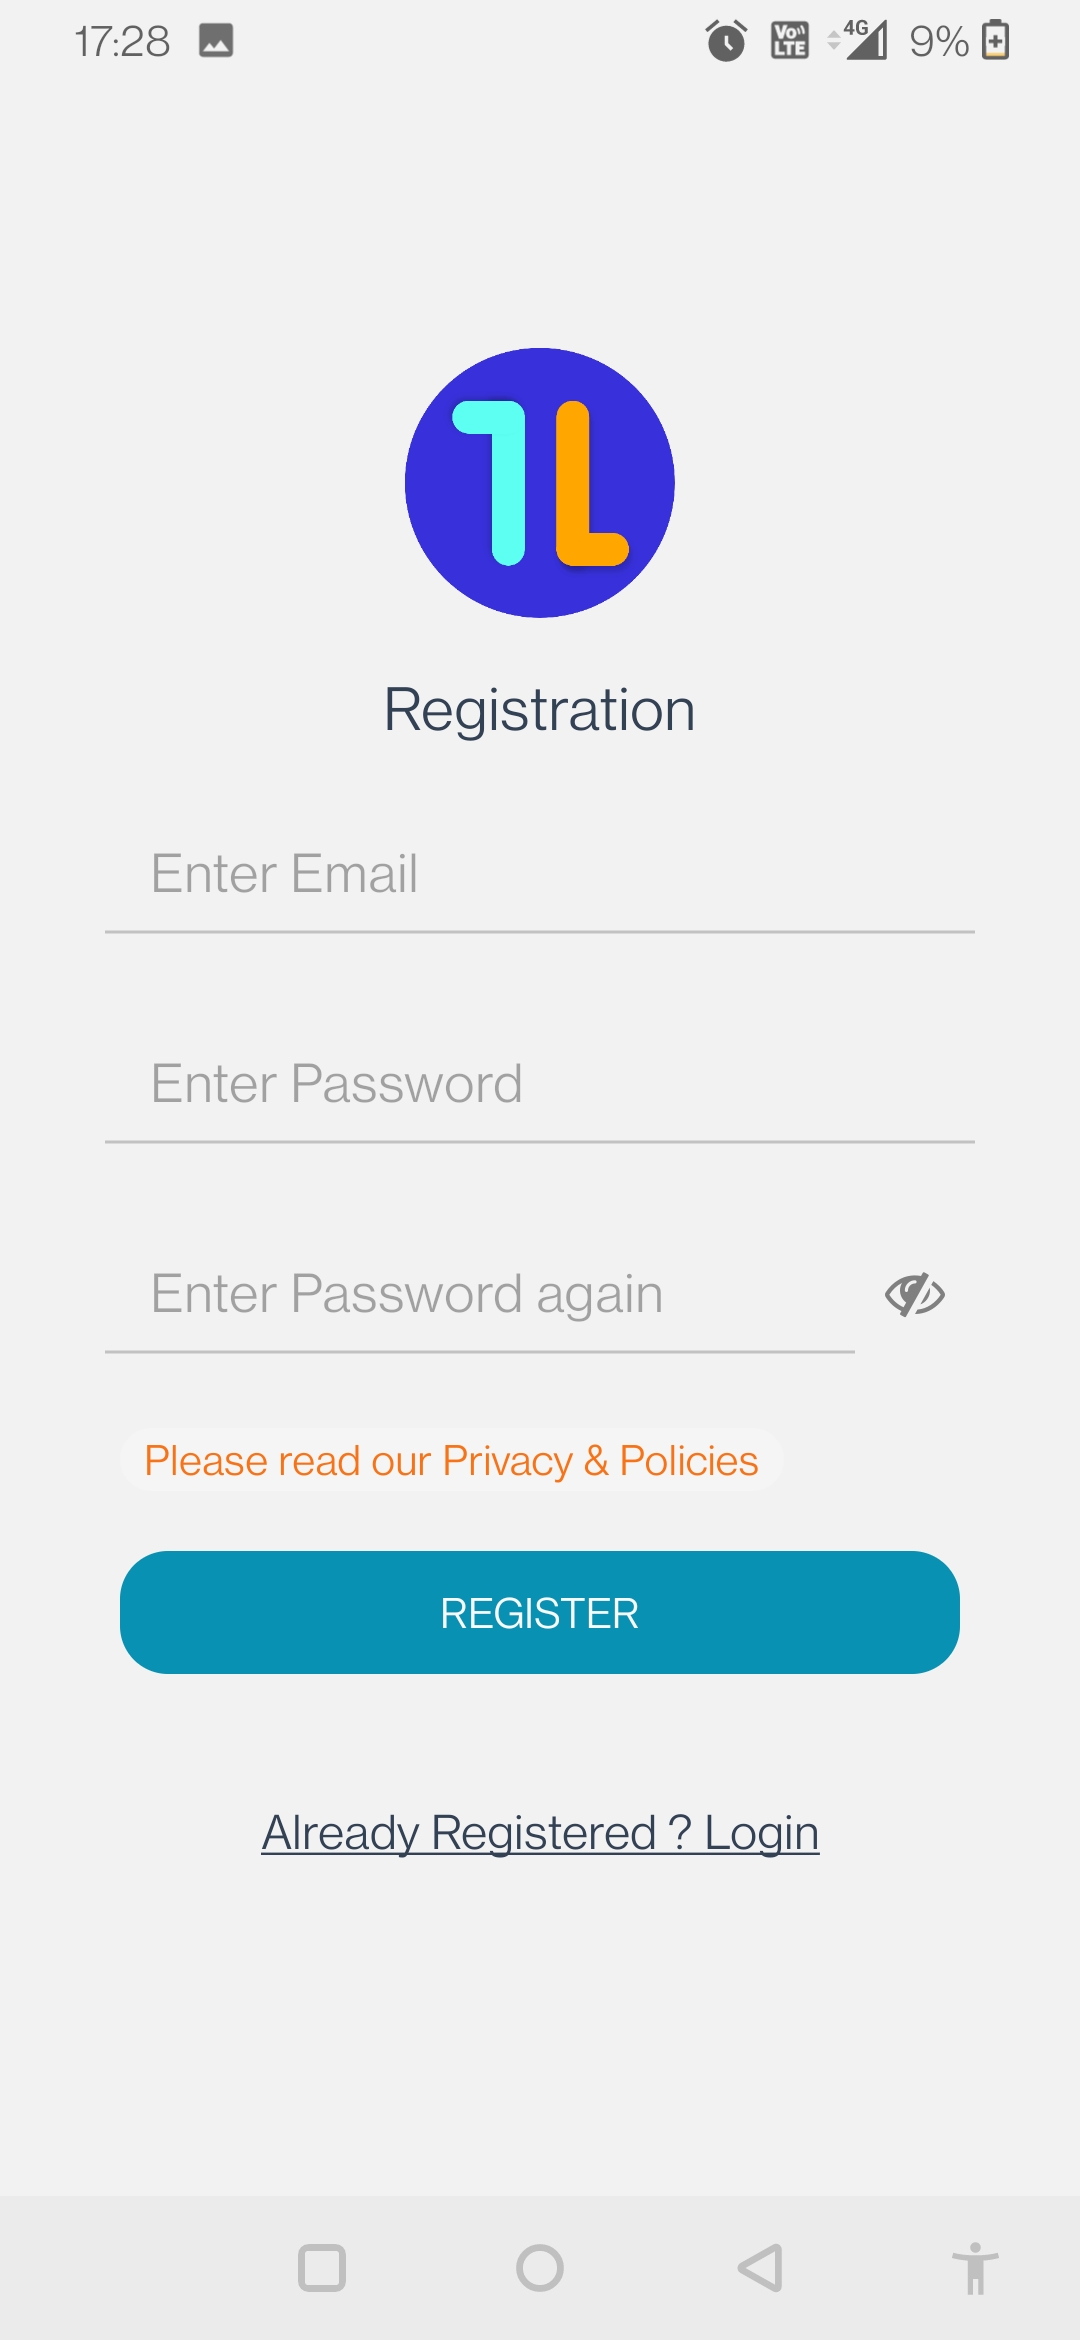 17:28 4G 9%
Vo LTE
1L
Registration
Enter Email
Enter Password
Enter Password again
Please read our Privacy & Policies
REGISTER
Already Registered ? Login